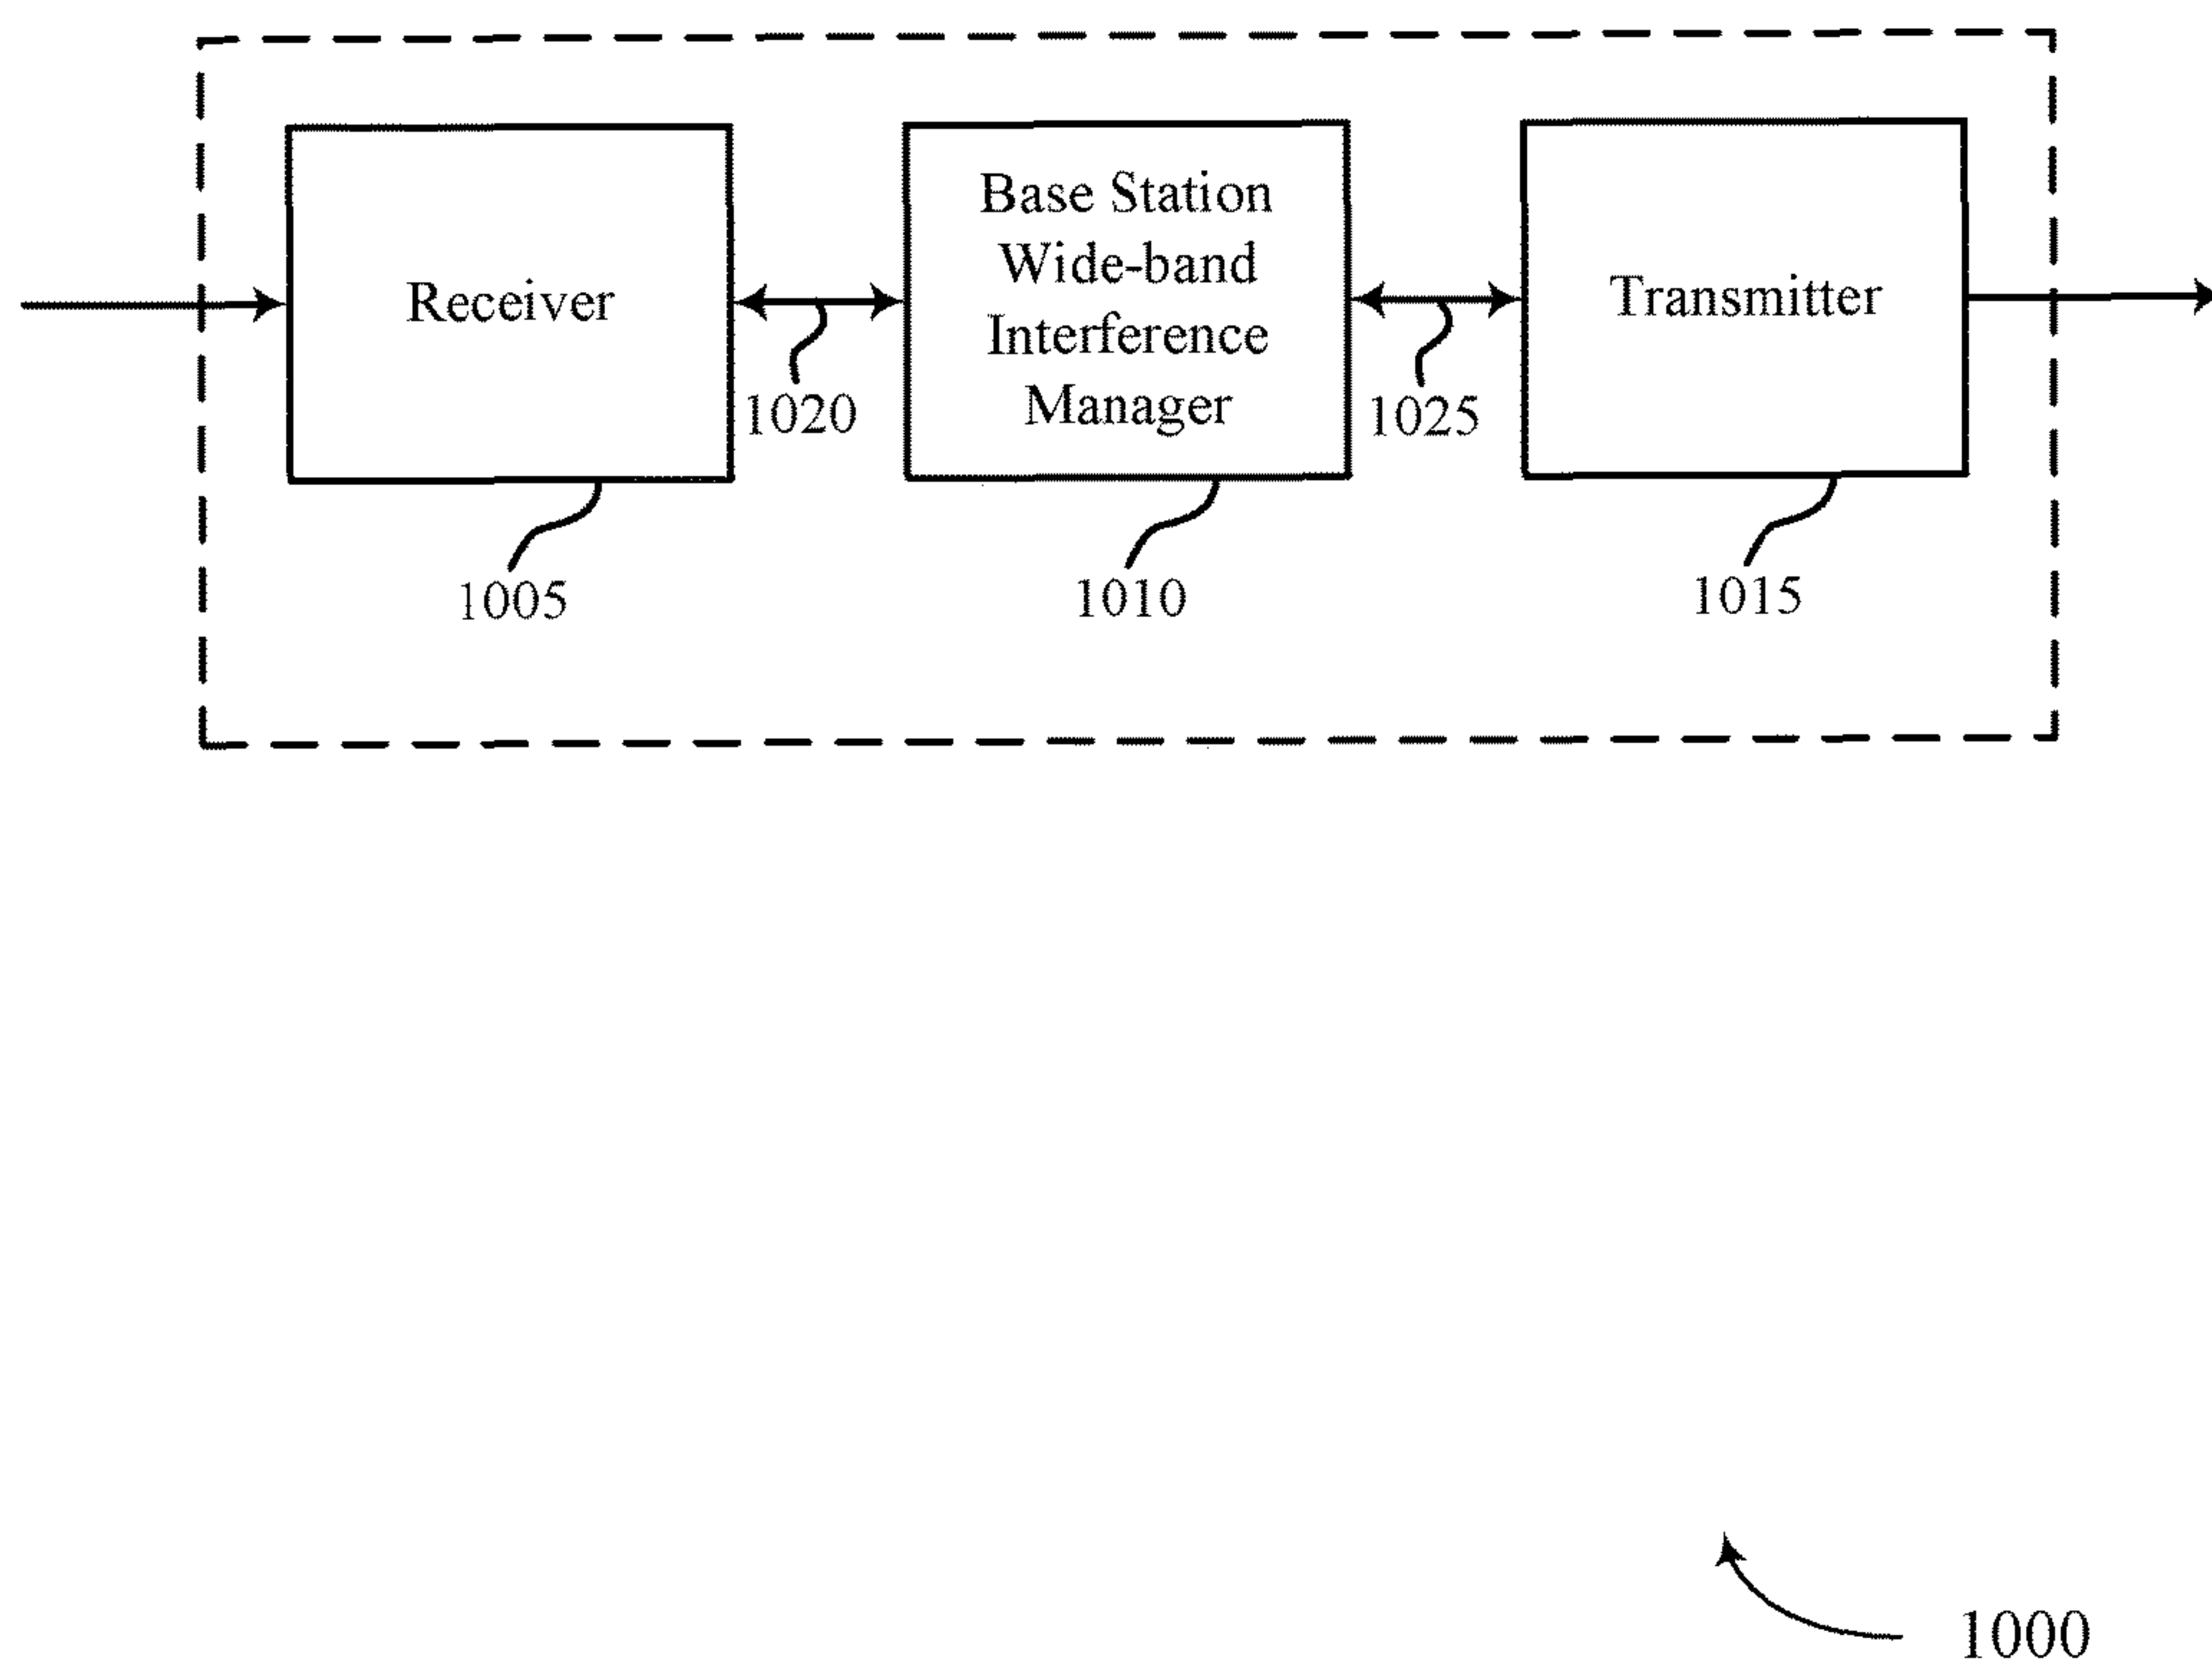 Receiver
Base Station
Wide-band
Interference
Manager
Transmitter
1020
1025
1005
1010
1015
1000